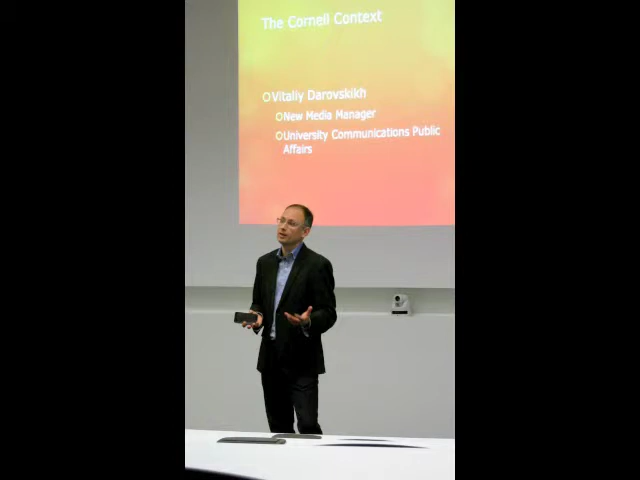 The Cornell Context
Vitaliy Darovskikh
New Media Manager
University Communications Public
Affairs